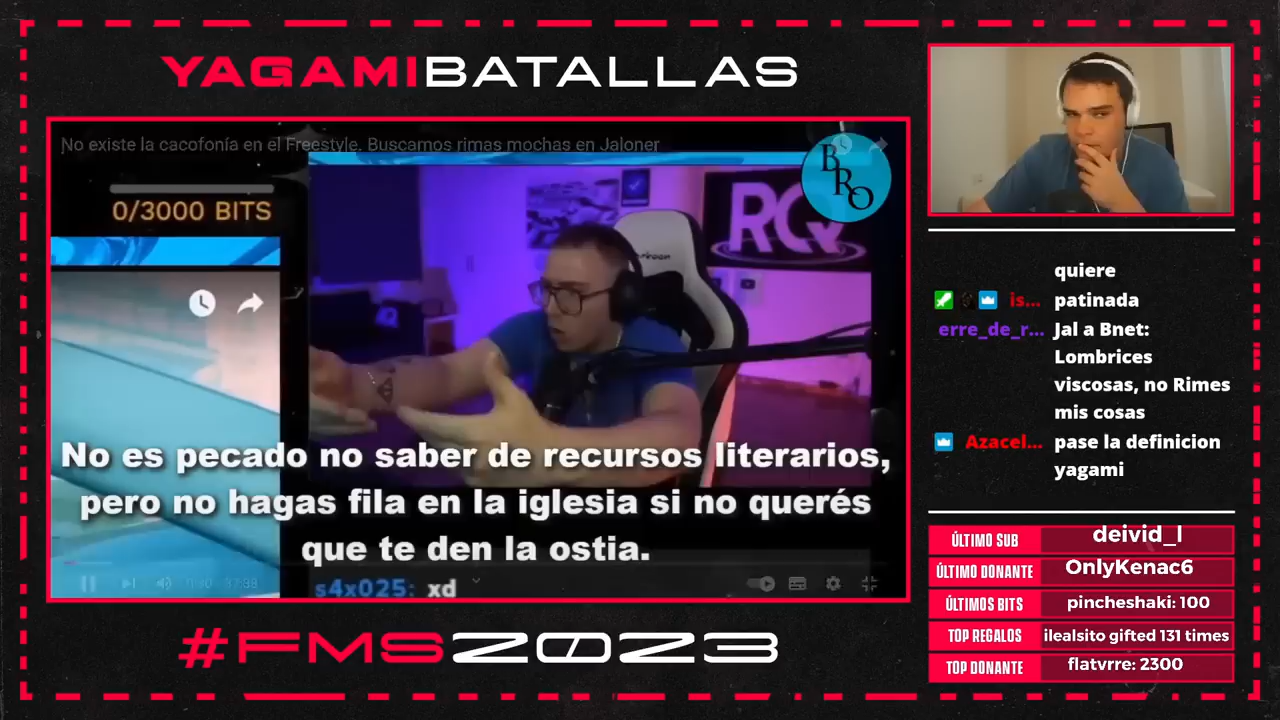 YAGAMIBATALLAS
No existe la cacofonía en el Freestyle. Buscamos rimas mochas en Jaloner
BRO
0/3000 BITS
RQ
No es pecado no saber de recursos literarios,
pero no hagas fila en la iglesia si no querés
que te den la ostia.
s4x025: xd
#FMS2023
quiere
is... patinada
erre_de_r... Jal a Bnet:
Lombrices
viscosas, no Rimes
mis cosas
Azacel... pase la definicion
yagami
ÚLTIMO SUB deivid_l
ÚLTIMO DONANTE OnlyKenac6
ÚLTIMOS BITS pincheshaki: 100
TOP REGALOS ilealsito gifted 131 times
TOP DONANTE flatvrre: 2300